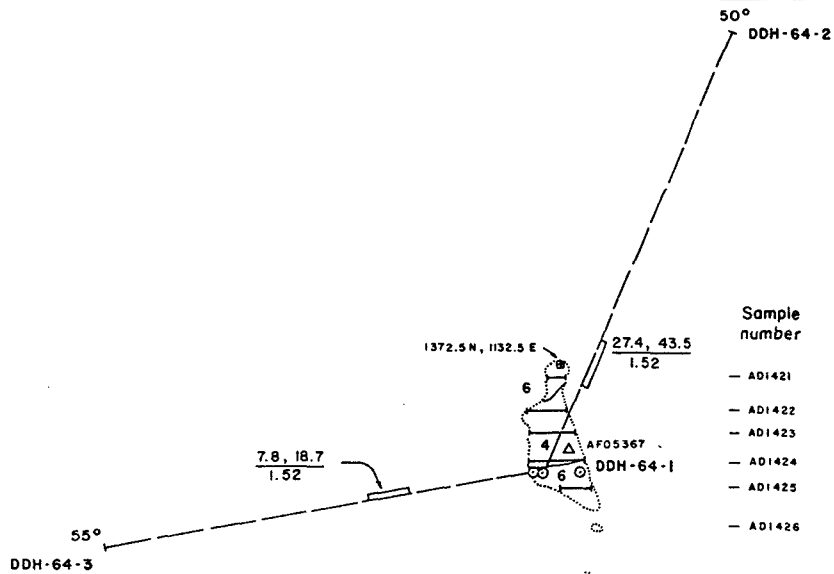 50°
DDH-64-2
Sample
number
1372.5 N, 1132.5 E
27.4, 43.5
1.52
— AD1421
6
— AD1422
— AD1423
4
AF05367
— AD1424
DDH-64-1
7.8, 18.7
1.52
6
— AD1425
— AD1426
55°
DDH-64-3